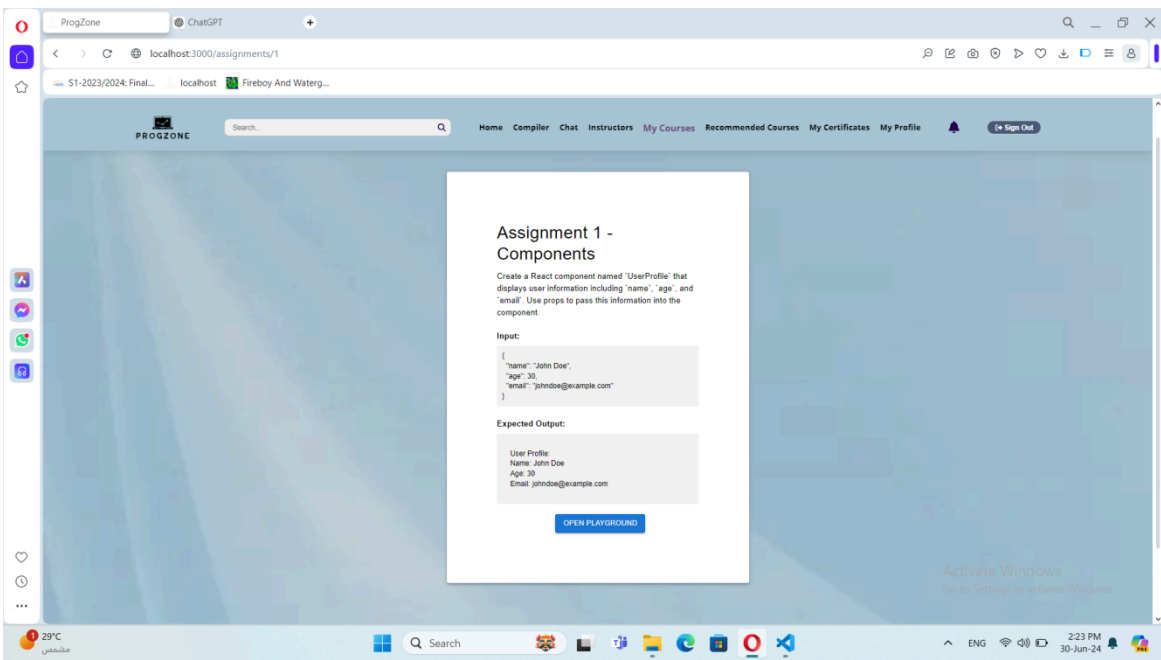 ProgZone
ChatGPT
localhost:3000/assignments/1
S1-2023/2024: Final...
localhost
Fireboy And Waterg...
PROGZONE
Search...
Home Compiler Chat Instructors My Courses Recommended Courses My Certificates My Profile
Sign Out
Assignment 1 -
Components
Create a React component named `UserProfile` that
displays user information including `name`, `age`, and
`email`. Use props to pass this information into the
component.
Input:
{
"name": "John Doe",
"age": 30,
"email": "johndoe@example.com"
}
Expected Output:
User Profile:
Name: John Doe
Age: 30
Email: johndoe@example.com
OPEN PLAYGROUND
Activate Windows
Go to Settings to activate Windows.
1
29°C
مشمس
Search
ENG
2:23 PM
30-Jun-24
PRE